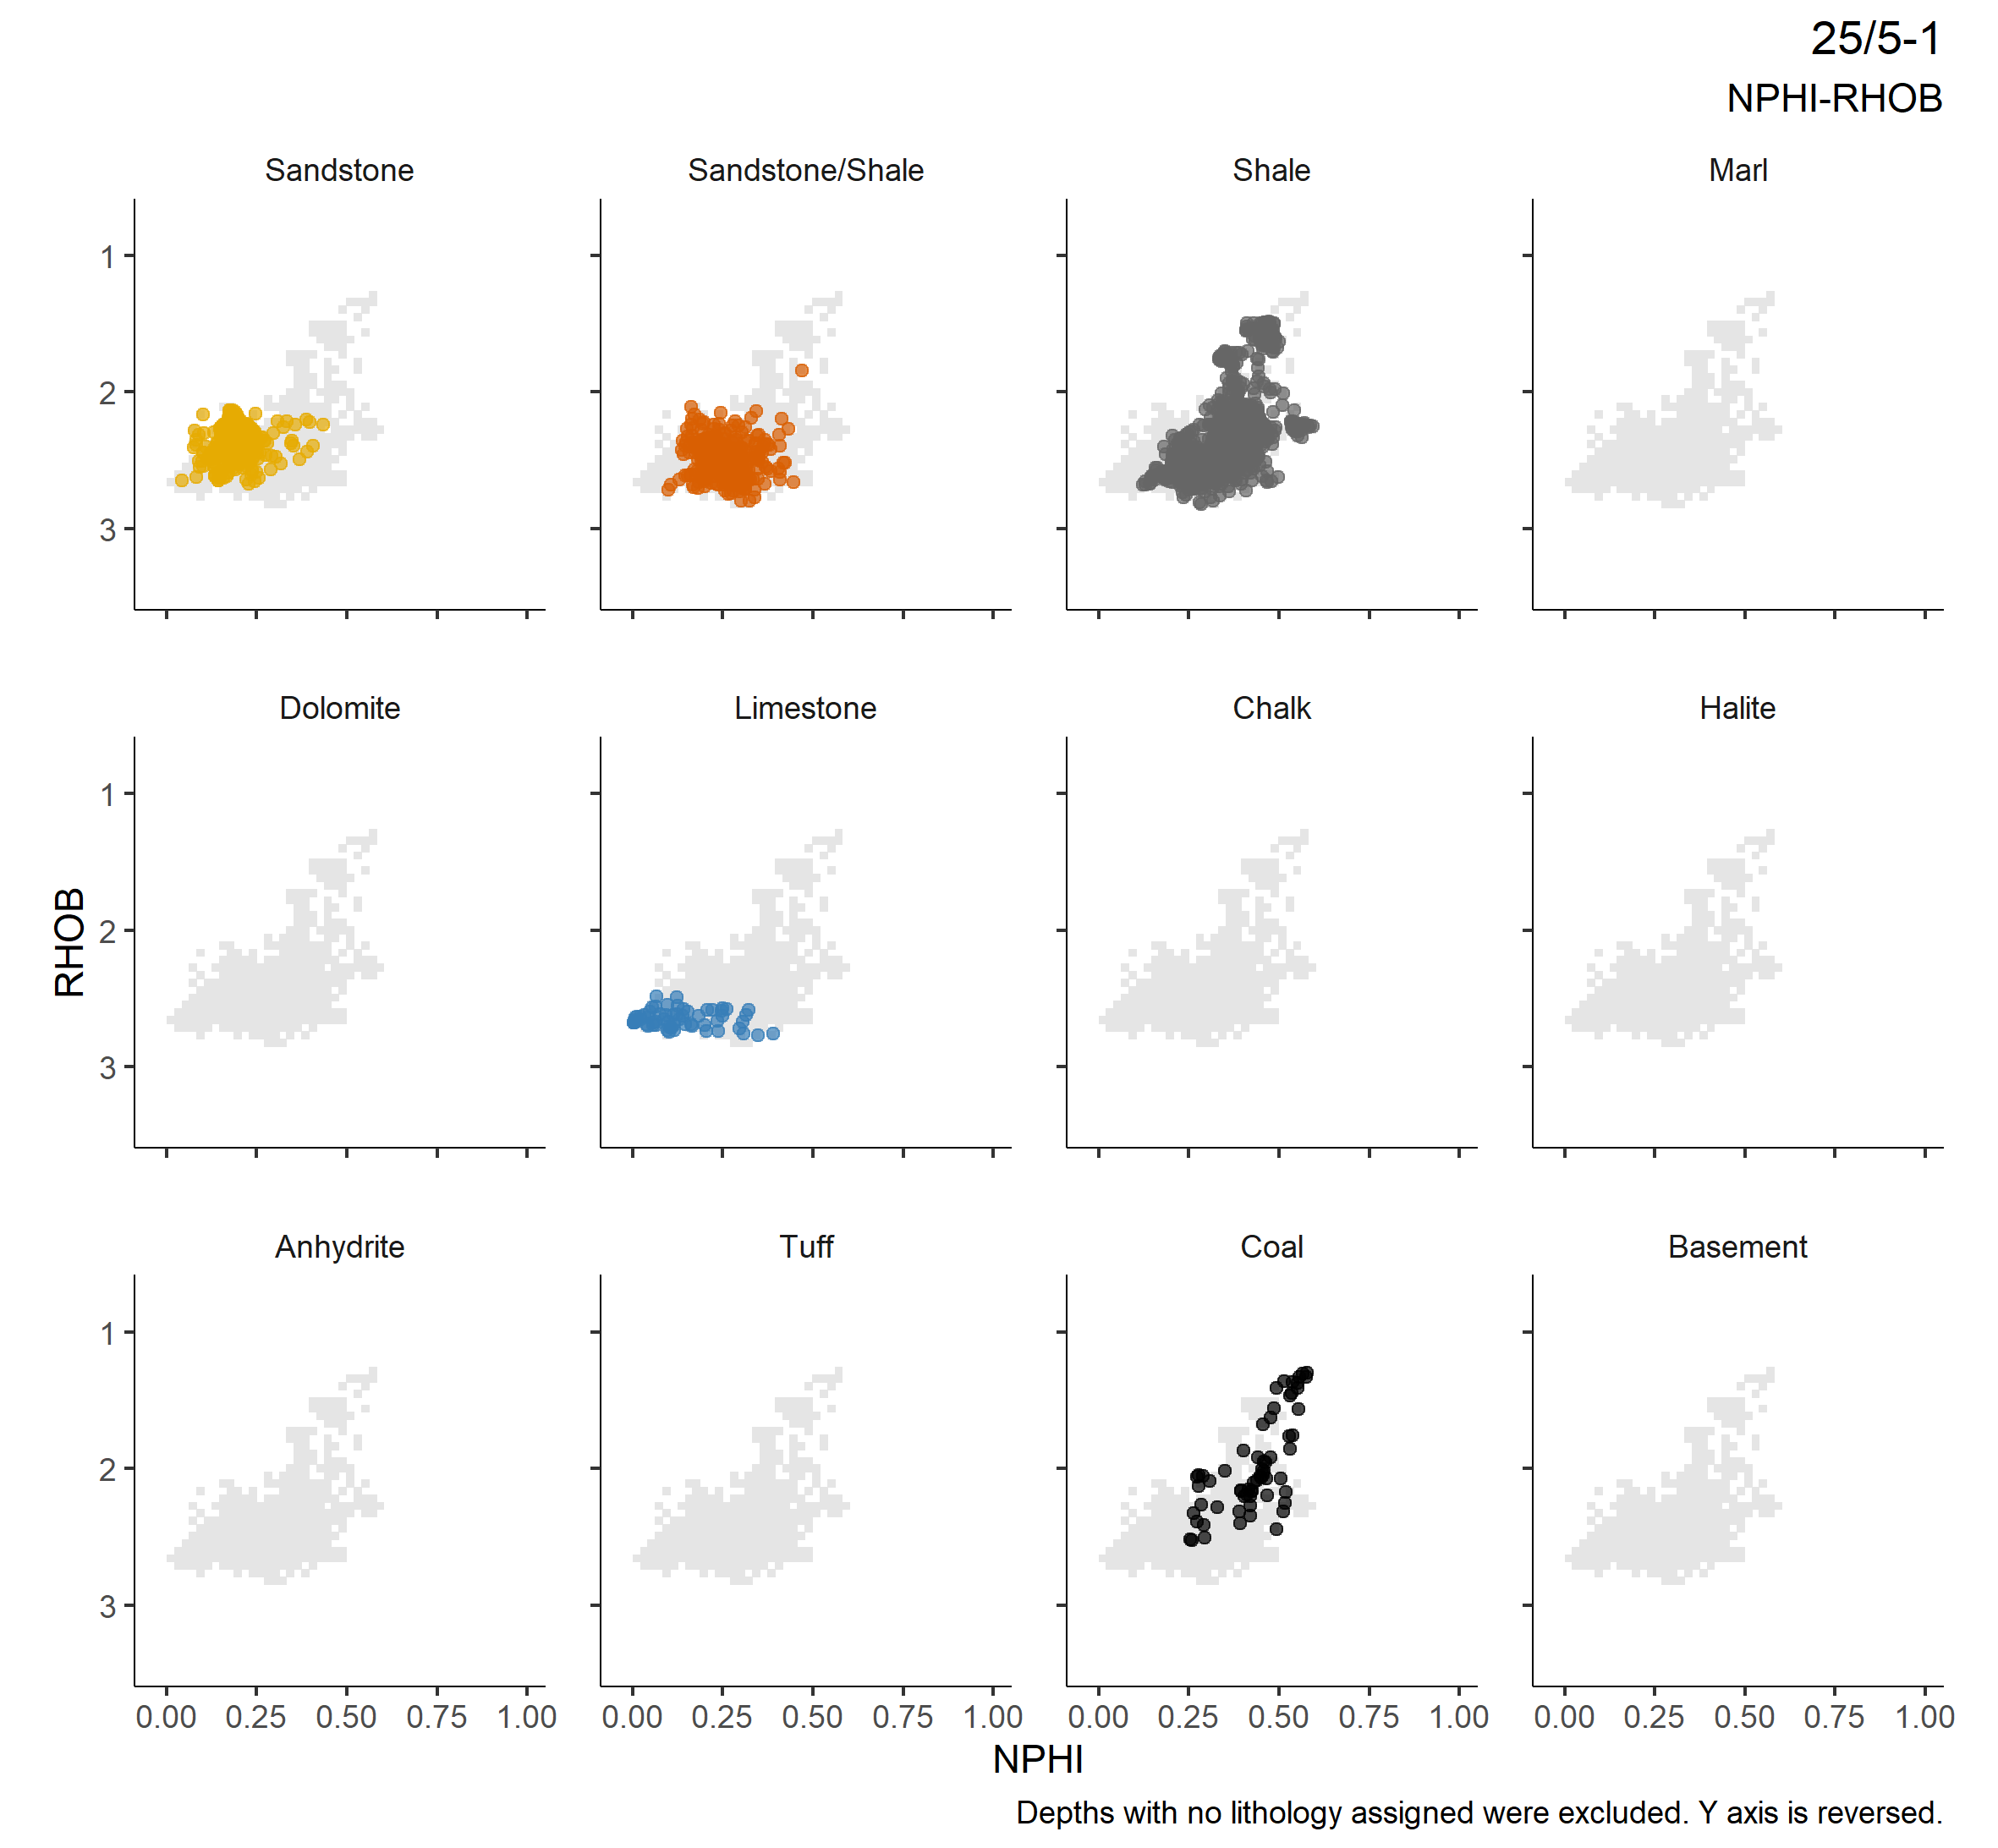 25/5-1
NPHI-RHOB
Sandstone
Sandstone/Shale
Shale
Marl
1
2
3
Dolomite
Limestone
Chalk
Halite
1
2
3
RHOB
Anhydrite
Tuff
Coal
Basement
1
2
3
0.00 0.25 0.50 0.75 1.00
0.00 0.25 0.50 0.75 1.00
0.00 0.25 0.50 0.75 1.00
0.00 0.25 0.50 0.75 1.00
NPHI
Depths with no lithology assigned were excluded. Y axis is reversed.